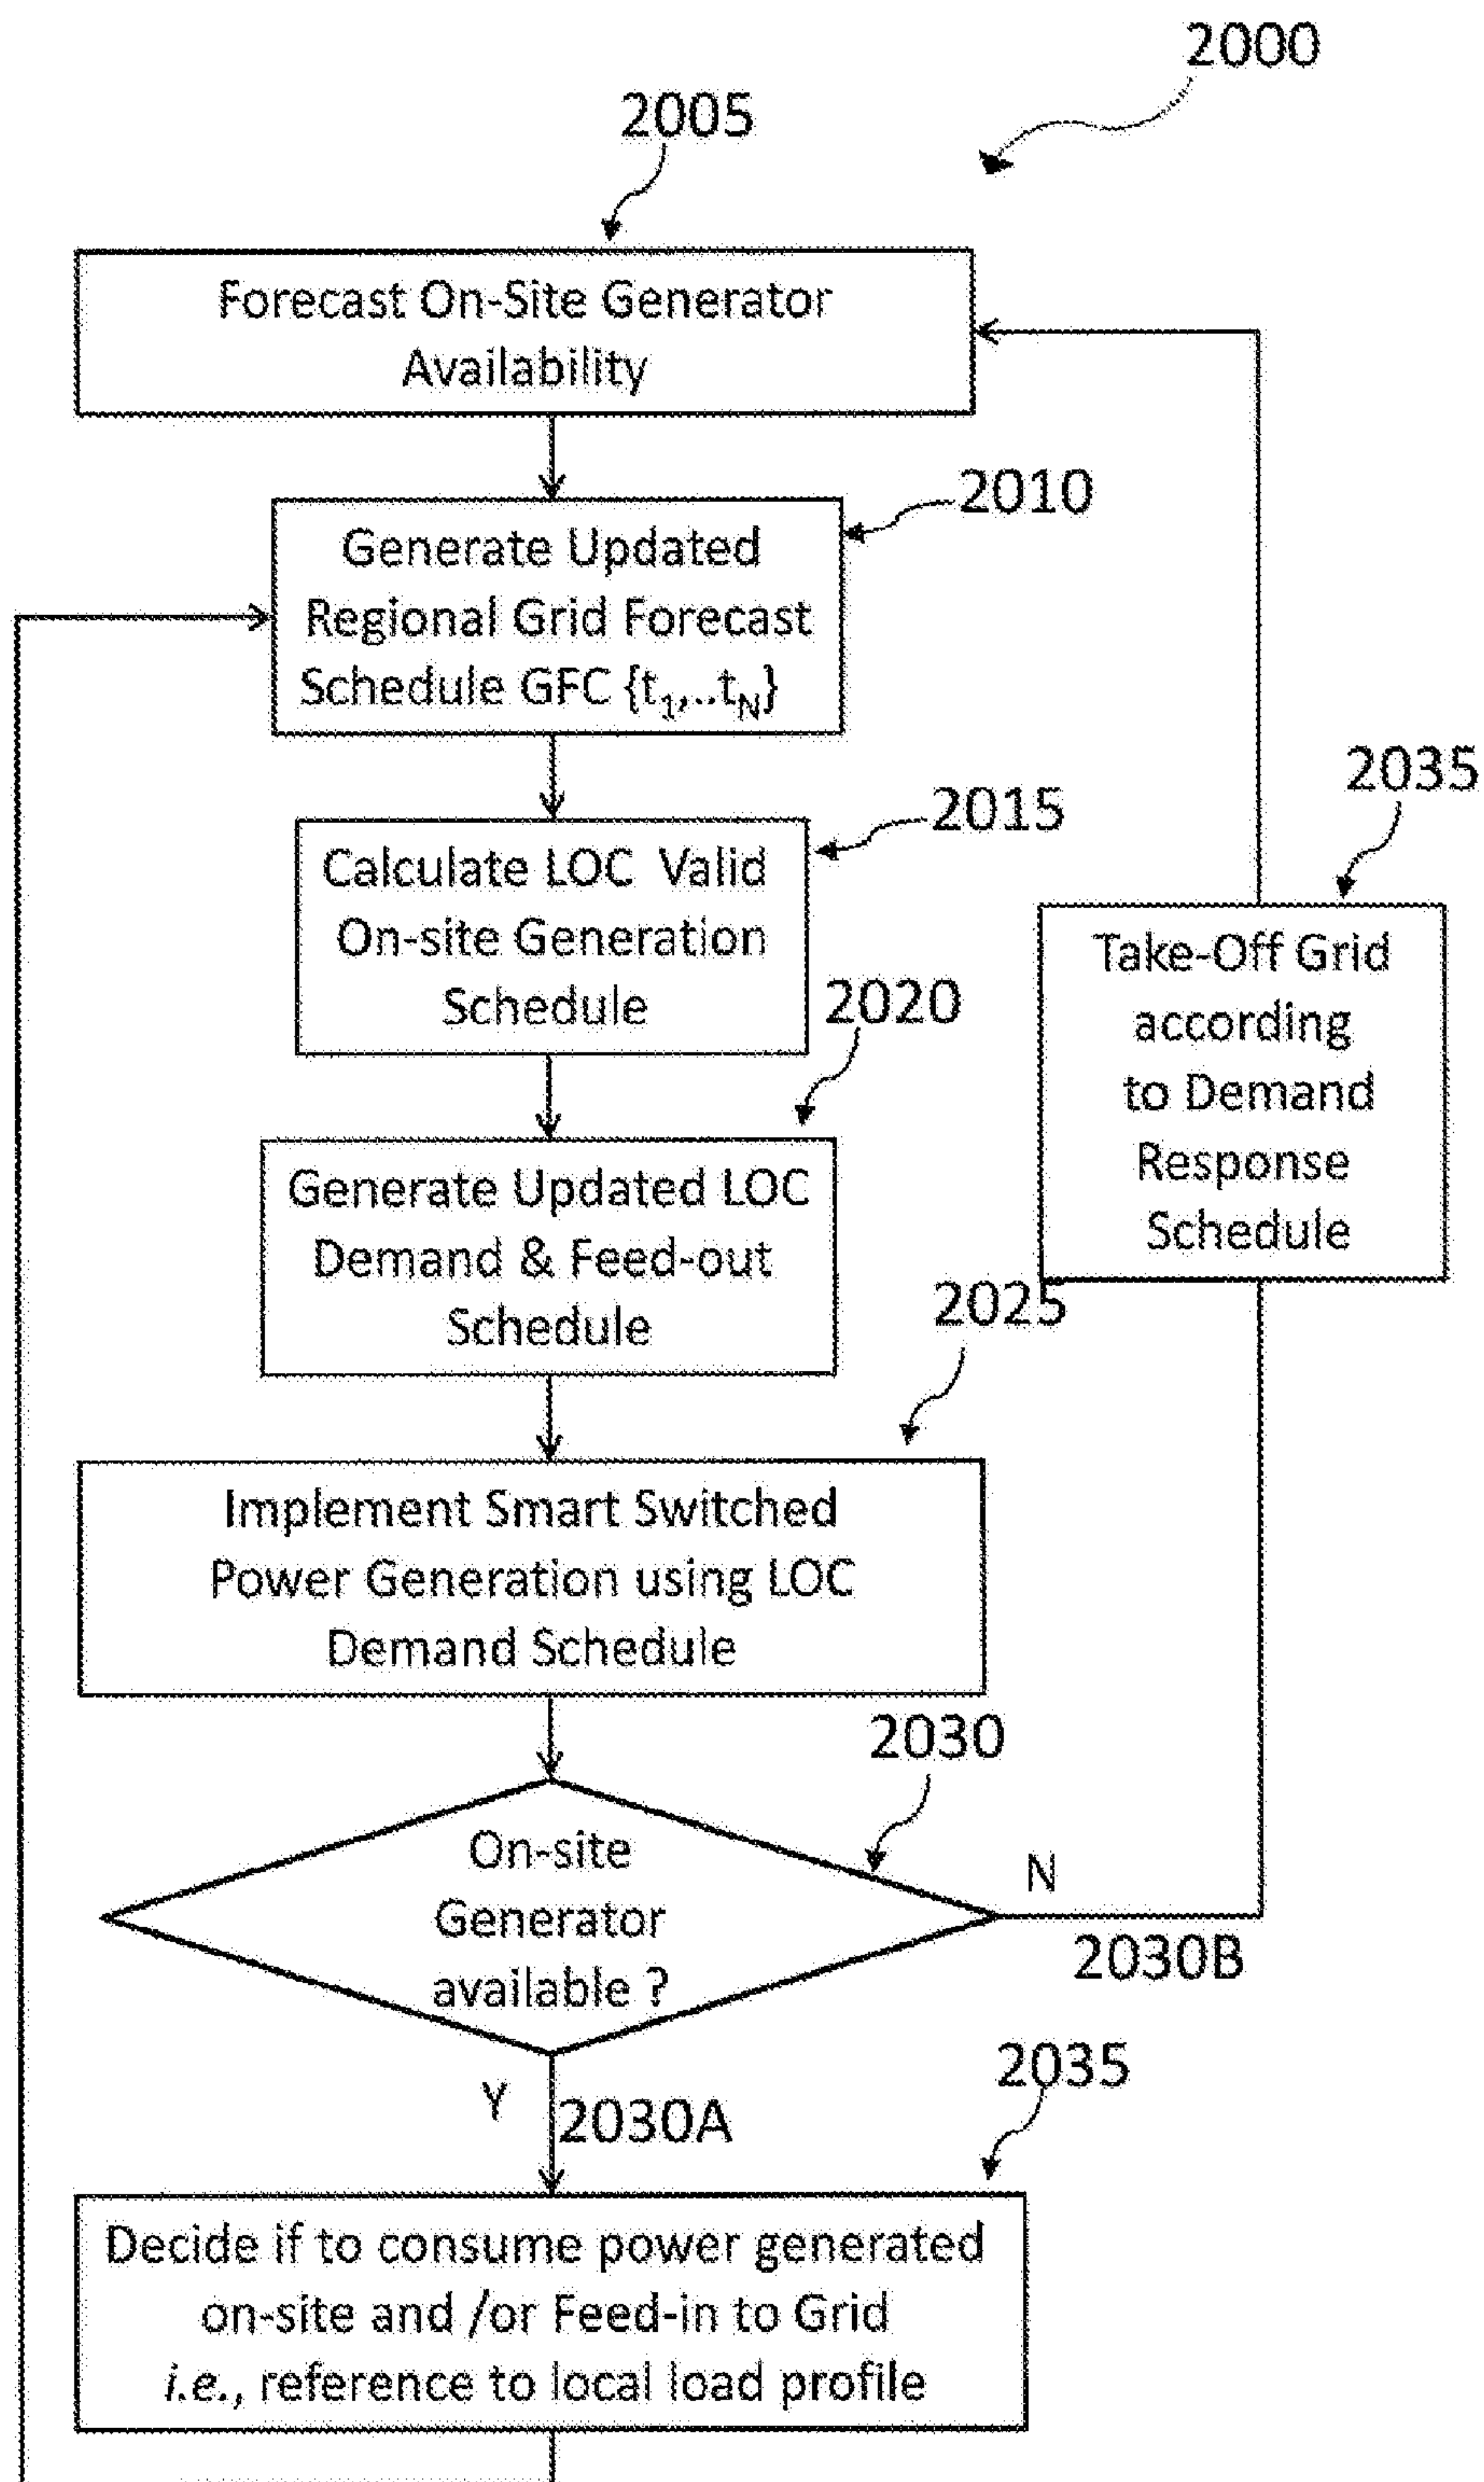 2000
2005
Forecast On-Site Generator
Availability
2010
Generate Updated
Regional Grid Forecast
Schedule GFC {t₁,..t_N}
2015
Calculate LOC Valid
On-site Generation
Schedule
2035
Take-Off Grid
according
to Demand
Response
Schedule
2020
Generate Updated LOC
Demand & Feed-out
Schedule
2025
Implement Smart Switched
Power Generation using LOC
Demand Schedule
2030
On-site
Generator
available ?
N
2030B
Y
2030A
2035
Decide if to consume power generated
on-site and /or Feed-in to Grid
i.e., reference to local load profile